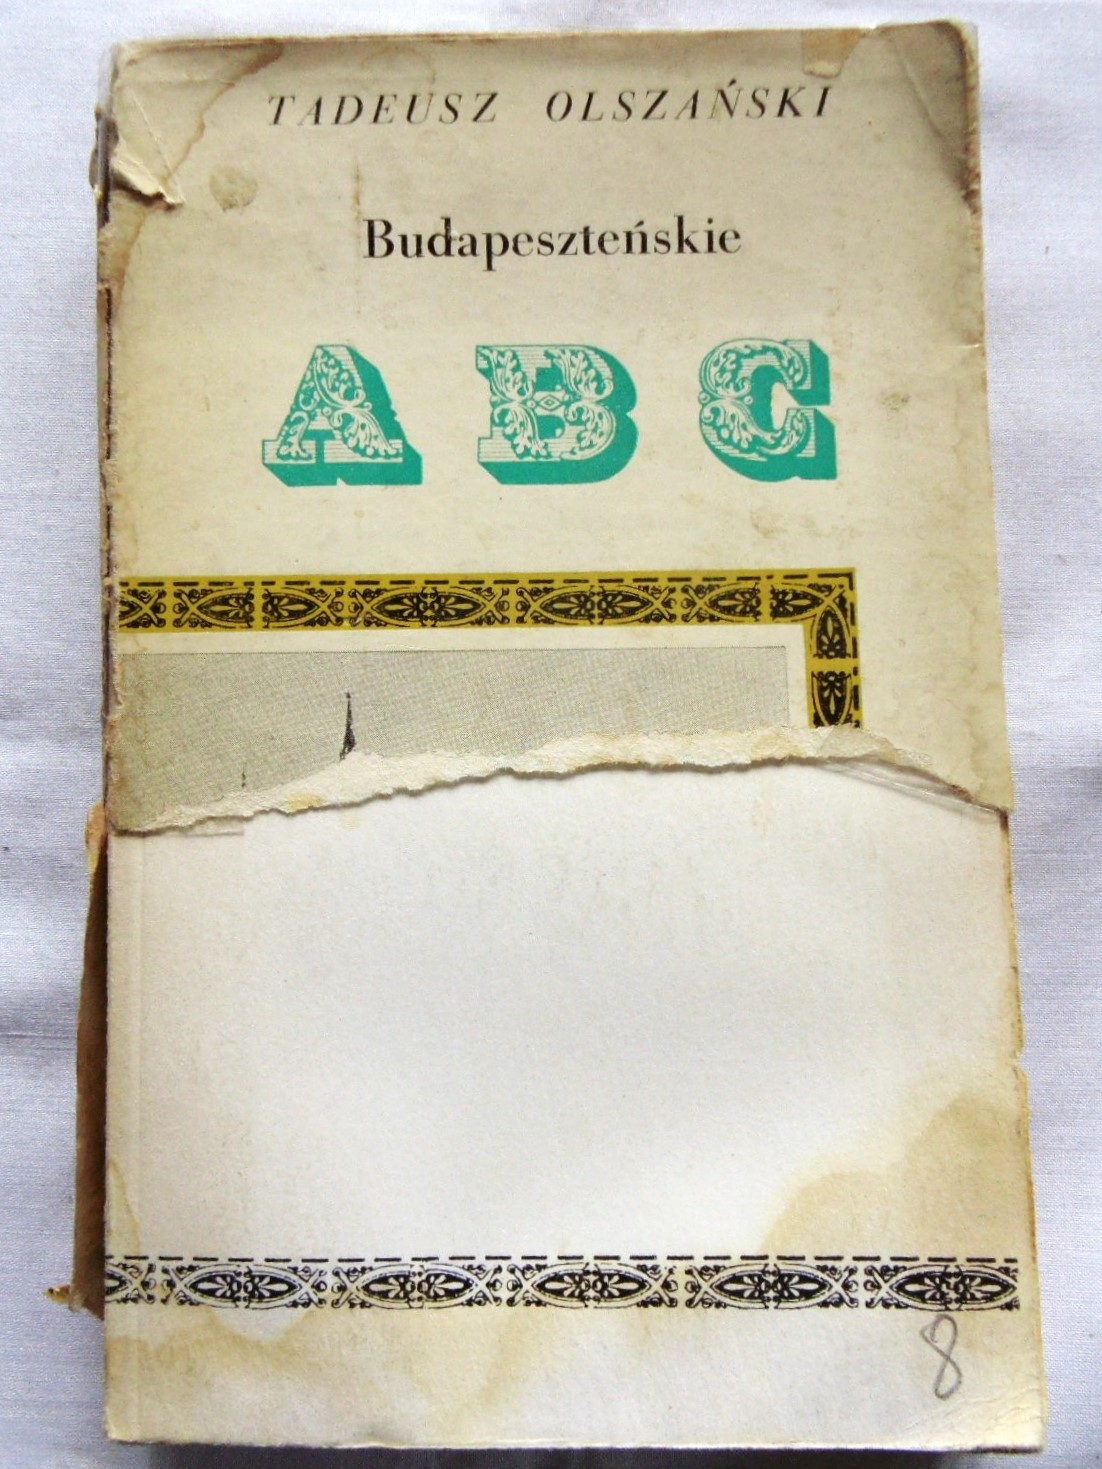 TADEUSZ OLSZAŃSKI
Budapeszteńskie
ABC
8